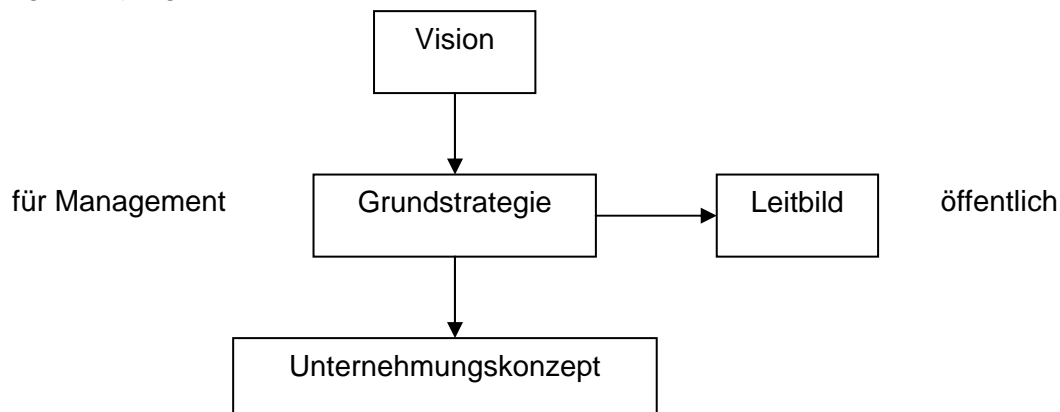 Vision
für Management
Grundstrategie
Leitbild
öffentlich
Unternehmungskonzept